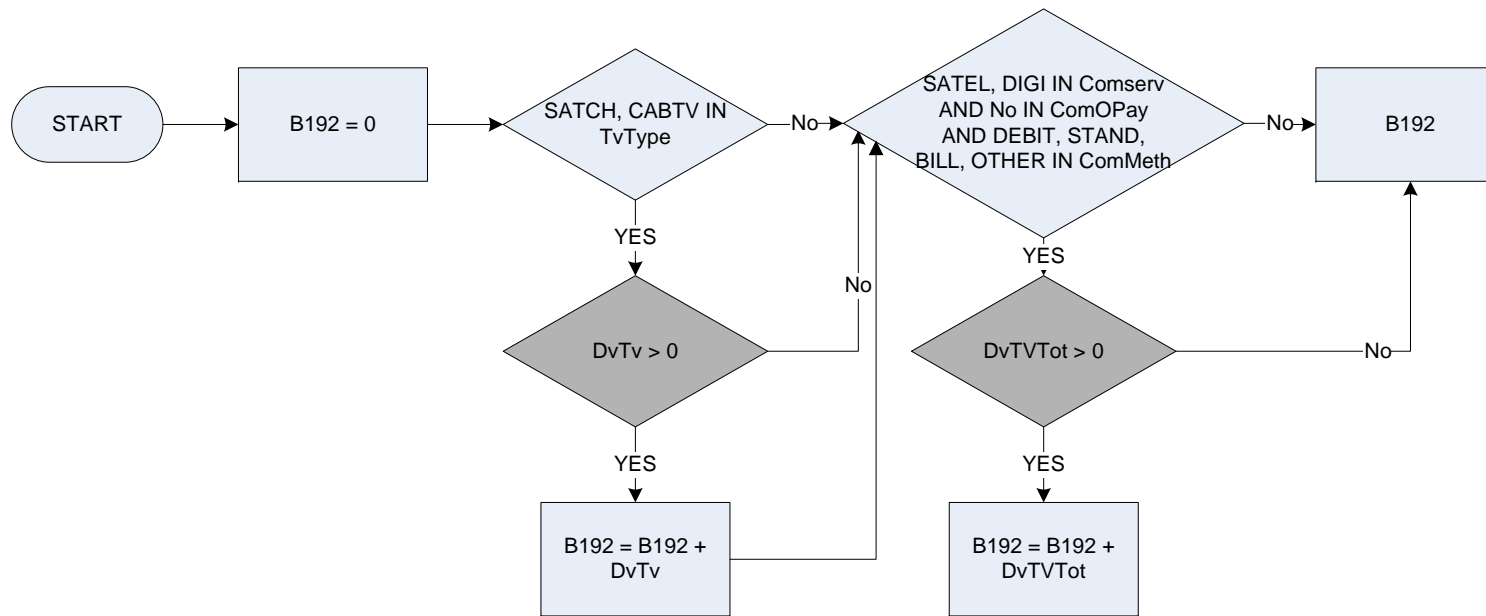 START
B192 = 0
SATCH, CABTV IN
TvType
No
SATEL, DIGI IN Comserv
AND No IN ComOPay
AND DEBIT, STAND,
BILL, OTHER IN ComMeth
No
B192
YES
YES
No
DvTv > 0
DvTVTot > 0
No
YES
YES
B192 = B192 +
DvTv
B192 = B192 +
DvTVTot